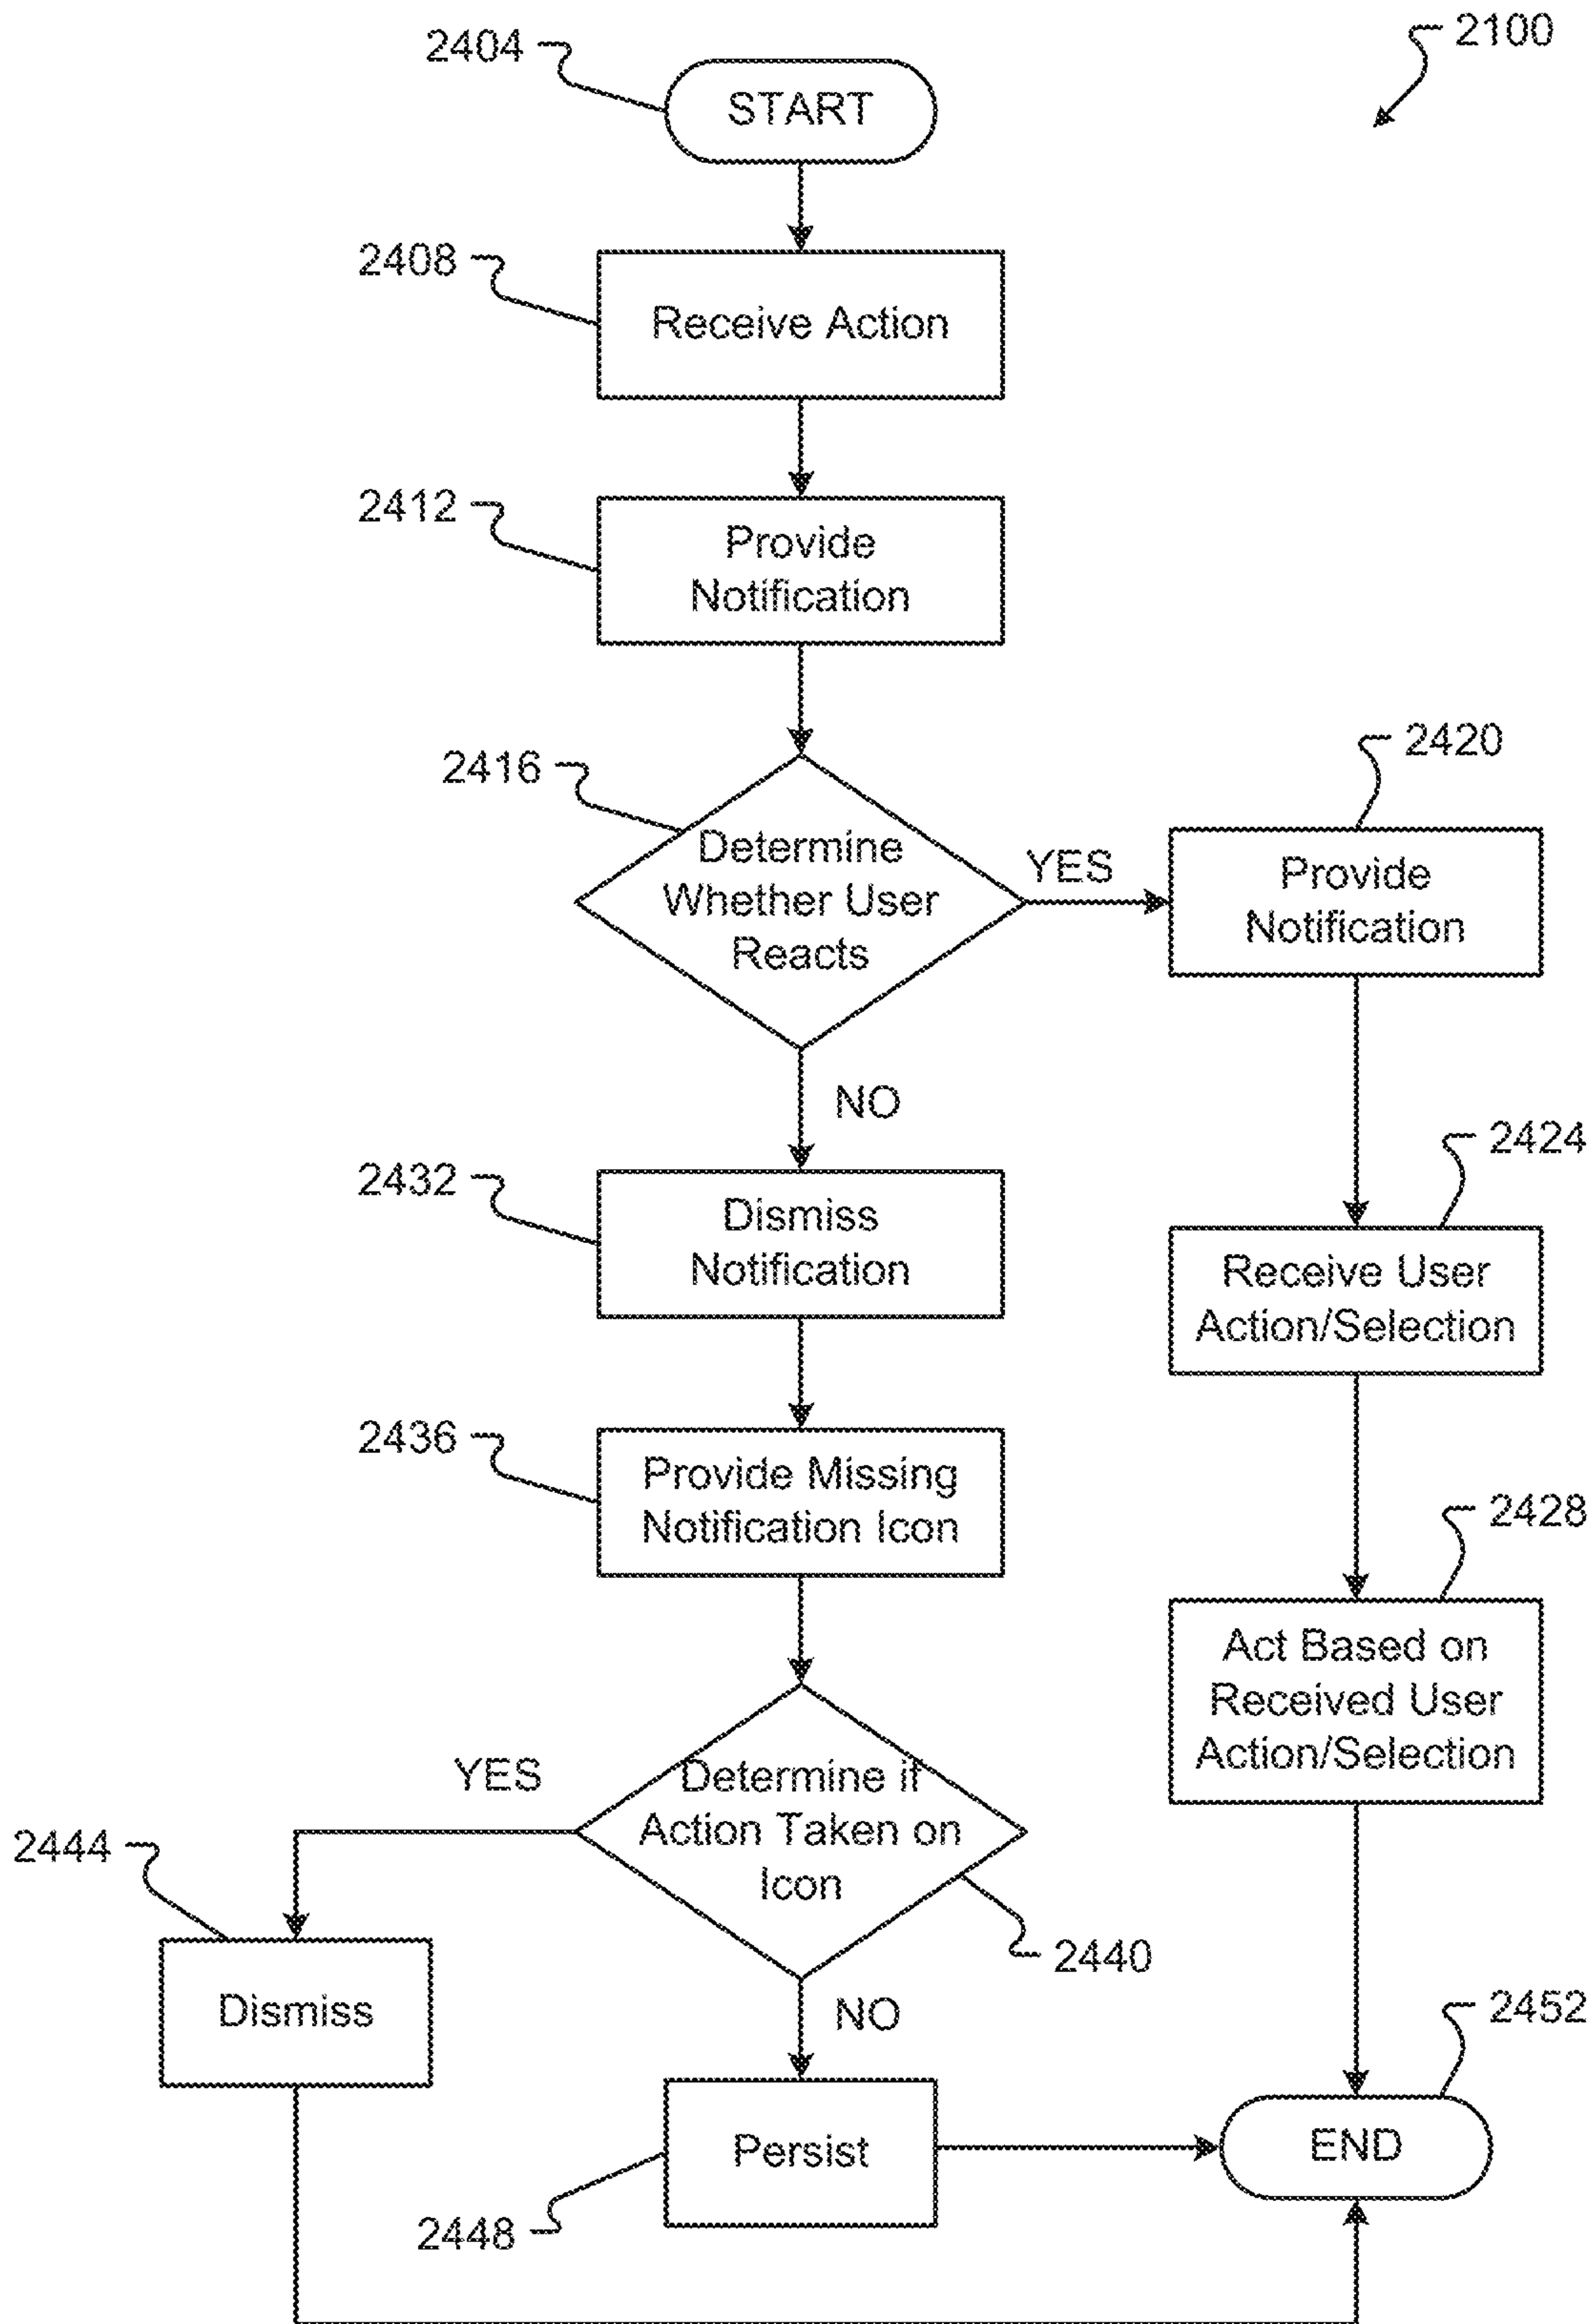 2100
2404
START
2408
Receive Action
2412
Provide
Notification
2416
Determine
Whether User
Reacts
YES
2420
Provide
Notification
NO
2424
Receive User
Action/Selection
2432
Dismiss
Notification
2436
Provide Missing
Notification Icon
2428
Act Based on
Received User
Action/Selection
YES
Determine if
Action Taken on
Icon
2440
2444
Dismiss
NO
2448
Persist
2452
END